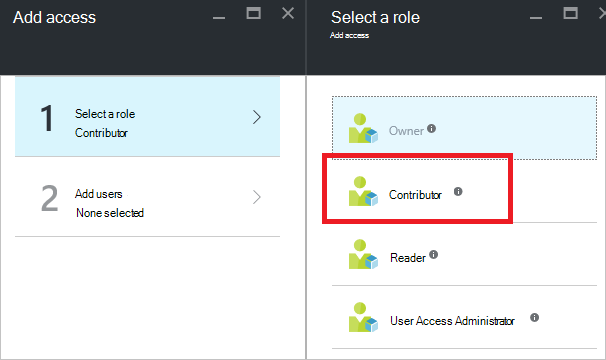 Add access
1
Select a role
Contributor
2
Add users
None selected
Select a role
Add access
Owner
Contributor
Reader
User Access Administrator